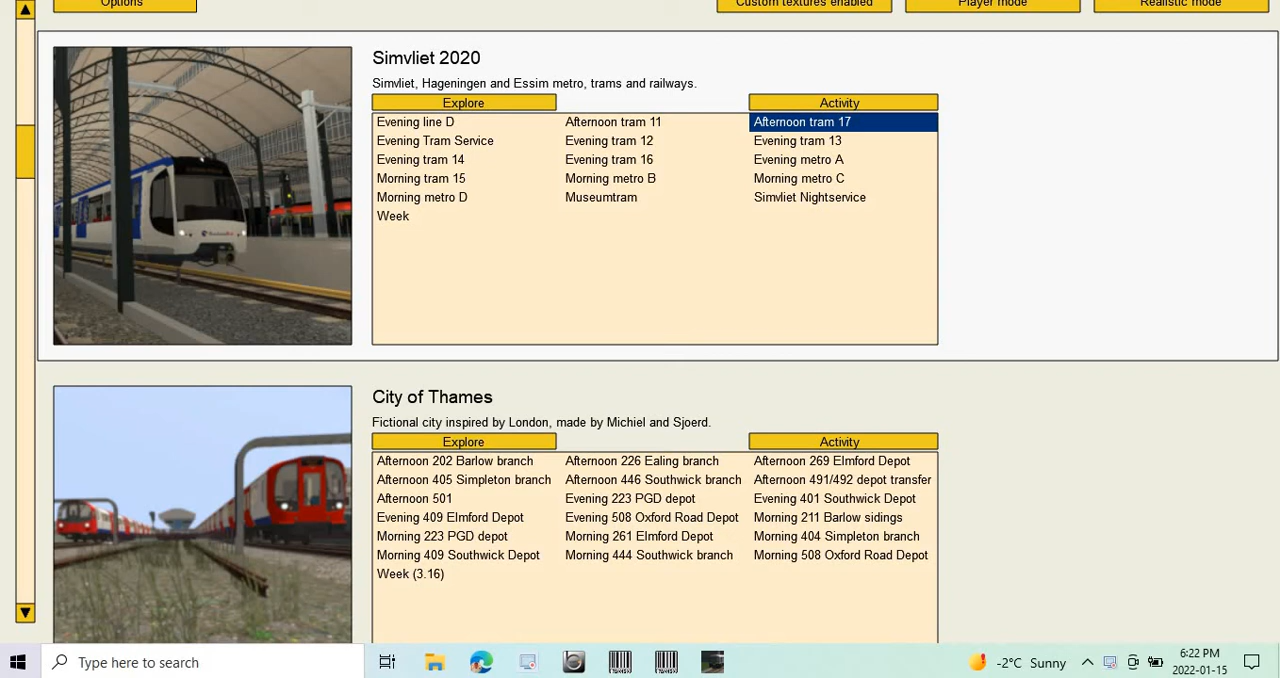 Options
Custom textures enabled Player mode Realistic mode
Simvliet 2020
Simvliet, Hageningen and Essim metro, trams and railways.
Explore Activity
Evening line D Afternoon tram 11 Afternoon tram 17
Evening Tram Service Evening tram 12 Evening tram 13
Evening tram 14 Evening tram 16 Evening metro A
Morning tram 15 Morning metro B Morning metro C
Morning metro D Museumtram Simvliet Nightservice
Week
City of Thames
Fictional city inspired by London, made by Michiel and Sjoerd.
Explore Activity
Afternoon 202 Barlow branch Afternoon 226 Ealing branch Afternoon 269 Elmford Depot
Afternoon 405 Simpleton branch Afternoon 446 Southwick branch Afternoon 491/492 depot transfer
Afternoon 501 Evening 223 PGD depot Evening 401 Southwick Depot
Evening 409 Elmford Depot Evening 508 Oxford Road Depot Morning 211 Barlow sidings
Morning 223 PGD depot Morning 261 Elmford Depot Morning 404 Simpleton branch
Morning 409 Southwick Depot Morning 444 Southwick branch Morning 508 Oxford Road Depot
Week (3.16)
Type here to search
-2°C Sunny
6:22 PM
2022-01-15